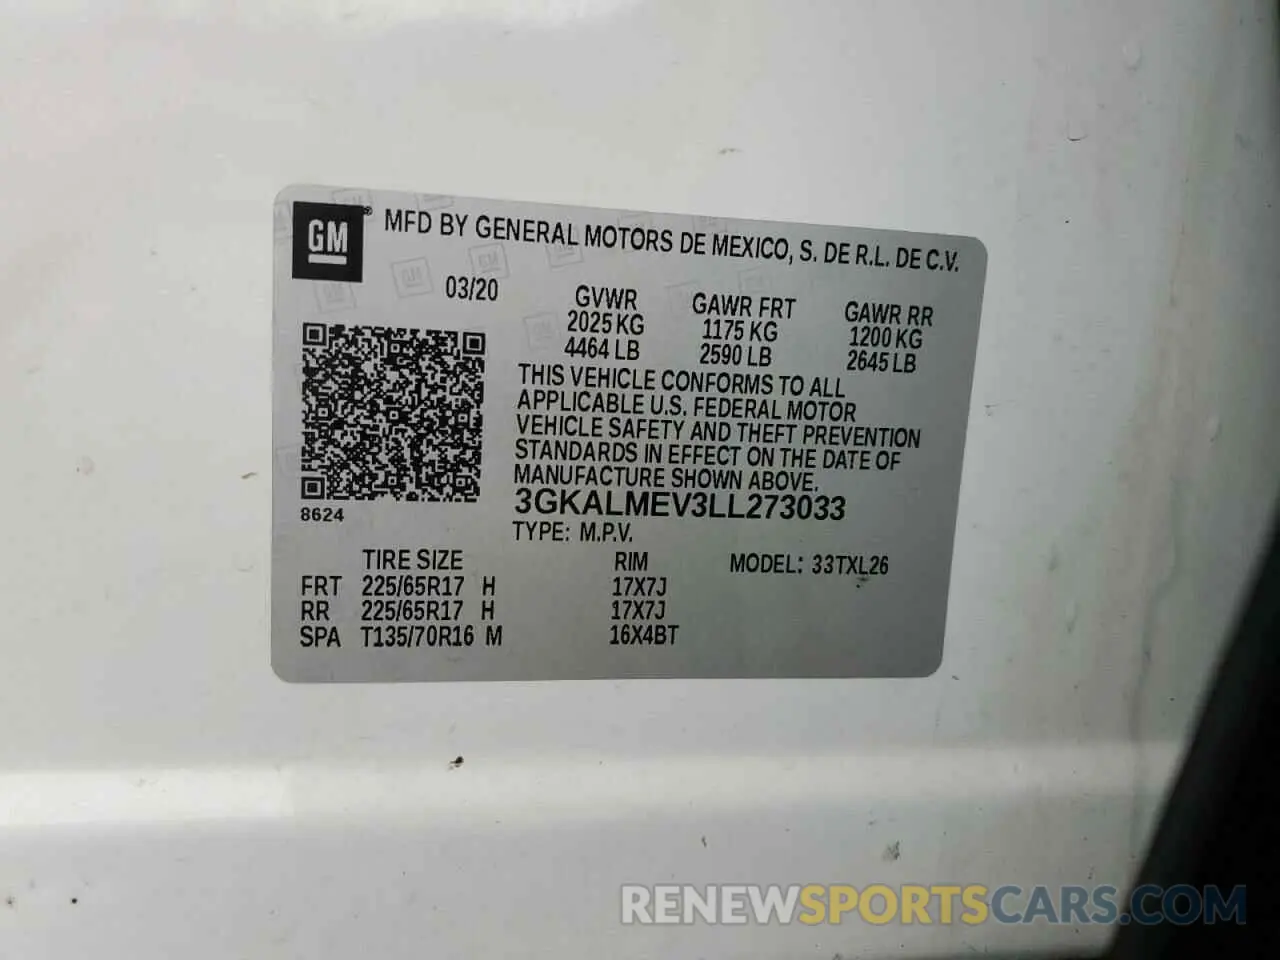 GM® MFD BY GENERAL MOTORS DE MEXICO, S. DE R.L. DE C.V.
03/20 GVWR GAWR FRT GAWR RR
2025 KG 1175 KG 1200 KG
4464 LB 2590 LB 2645 LB
THIS VEHICLE CONFORMS TO ALL
APPLICABLE U.S. FEDERAL MOTOR
VEHICLE SAFETY AND THEFT PREVENTION
STANDARDS IN EFFECT ON THE DATE OF
MANUFACTURE SHOWN ABOVE.
3GKALMEV3LL273033
8624
TYPE: M.P.V.
TIRE SIZE RIM MODEL: 33TXL26
FRT 225/65R17 H 17X7J
RR 225/65R17 H 17X7J
SPA T135/70R16 M 16X4BT
RENEWSPORTSCARS.COM